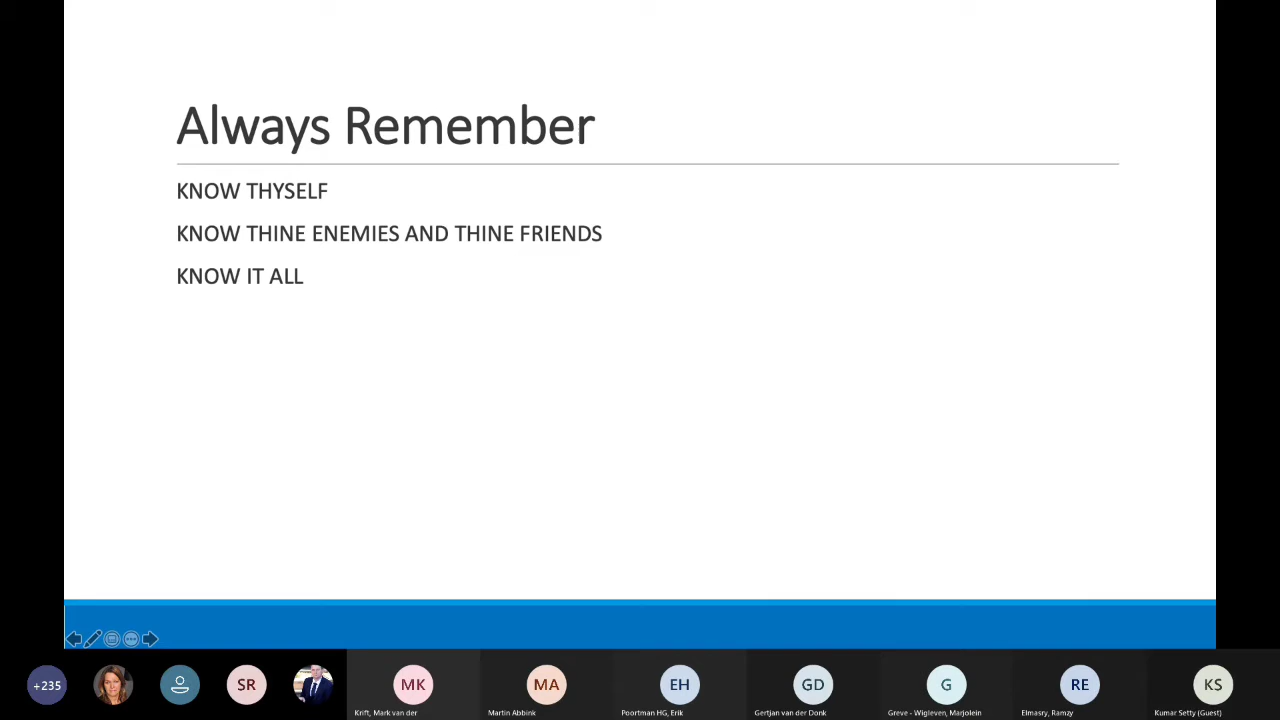 Always Remember
KNOW THYSELF
KNOW THINE ENEMIES AND THINE FRIENDS
KNOW IT ALL
+235
SR
MK
MA
EH
GD
G
RE
KS
Krift, Mark van der
Martin Abbink
Poortman HG, Erik
Gertjan van der Donk
Greve - Wigleven, Marjolein
Elmasry, Ramzy
Kumar Setty (Guest)